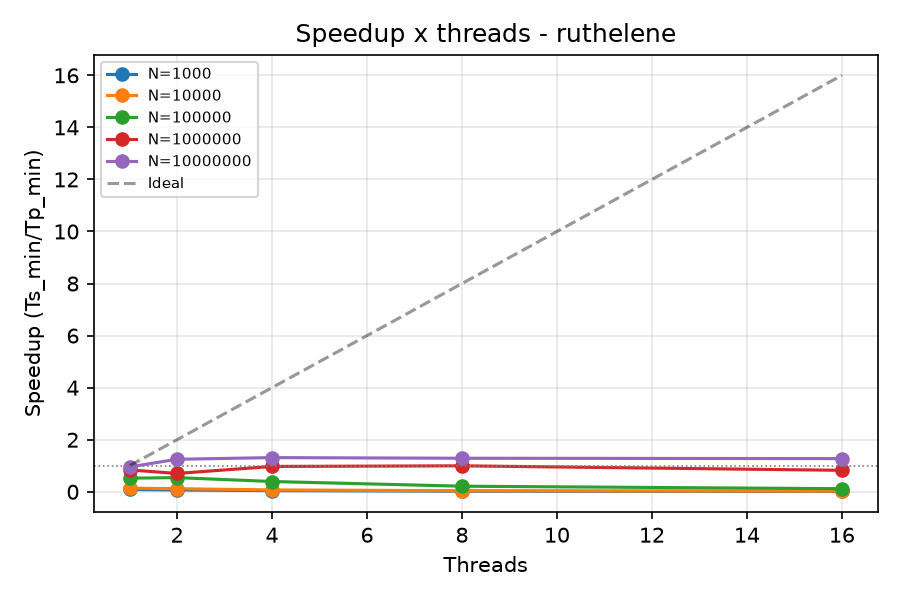 Speedup x threads - ruthelene
Speedup (Ts_min/Tp_min)
16
14
12
10
8
6
4
2
0
N=1000
N=10000
N=100000
N=1000000
N=10000000
Ideal
2 4 6 8 10 12 14 16
Threads